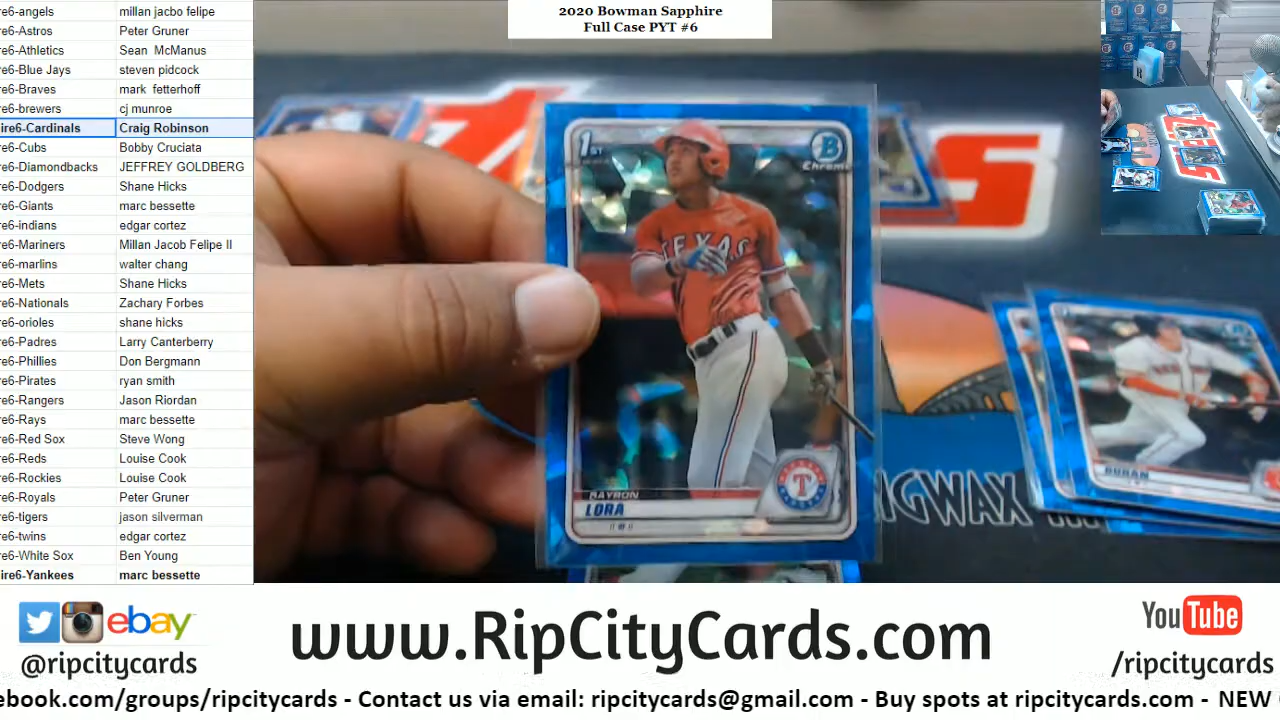 2020 Bowman Sapphire
Full Case PYT #6
re6-angels millan jacbo felipe
re6-Astros Peter Gruner
re6-Athletics Sean McManus
re6-Blue Jays steven pidcock
re6-Braves mark fetterhoff
re6-brewers cj munroe
ire6-Cardinals Craig Robinson
re6-Cubs Bobby Cruciata
re6-Diamondbacks JEFFREY GOLDBERG
re6-Dodgers Shane Hicks
re6-Giants marc bessette
re6-indians edgar cortez
re6-Mariners Millan Jacob Felipe II
re6-marlins walter chang
re6-Mets Shane Hicks
re6-Nationals Zachary Forbes
re6-orioles shane hicks
re6-Padres Larry Canterberry
re6-Phillies Don Bergmann
re6-Pirates ryan smith
re6-Rangers Jason Riordan
re6-Rays marc bessette
re6-Red Sox Steve Wong
re6-Reds Louise Cook
re6-Rockies Louise Cook
re6-Royals Peter Gruner
re6-tigers jason silverman
re6-twins edgar cortez
re6-White Sox Ben Young
ire6-Yankees marc bessette
1ST
B
Chrome
TEXAS
T
BAYRON
LORA
DURAN
NGWAX
S
ebay
@ripcitycards
www.RipCityCards.com
YouTube
/ripcitycards
cebook.com/groups/ripcitycards - Contact us via email: ripcitycards@gmail.com - Buy spots at ripcitycards.com - NEW